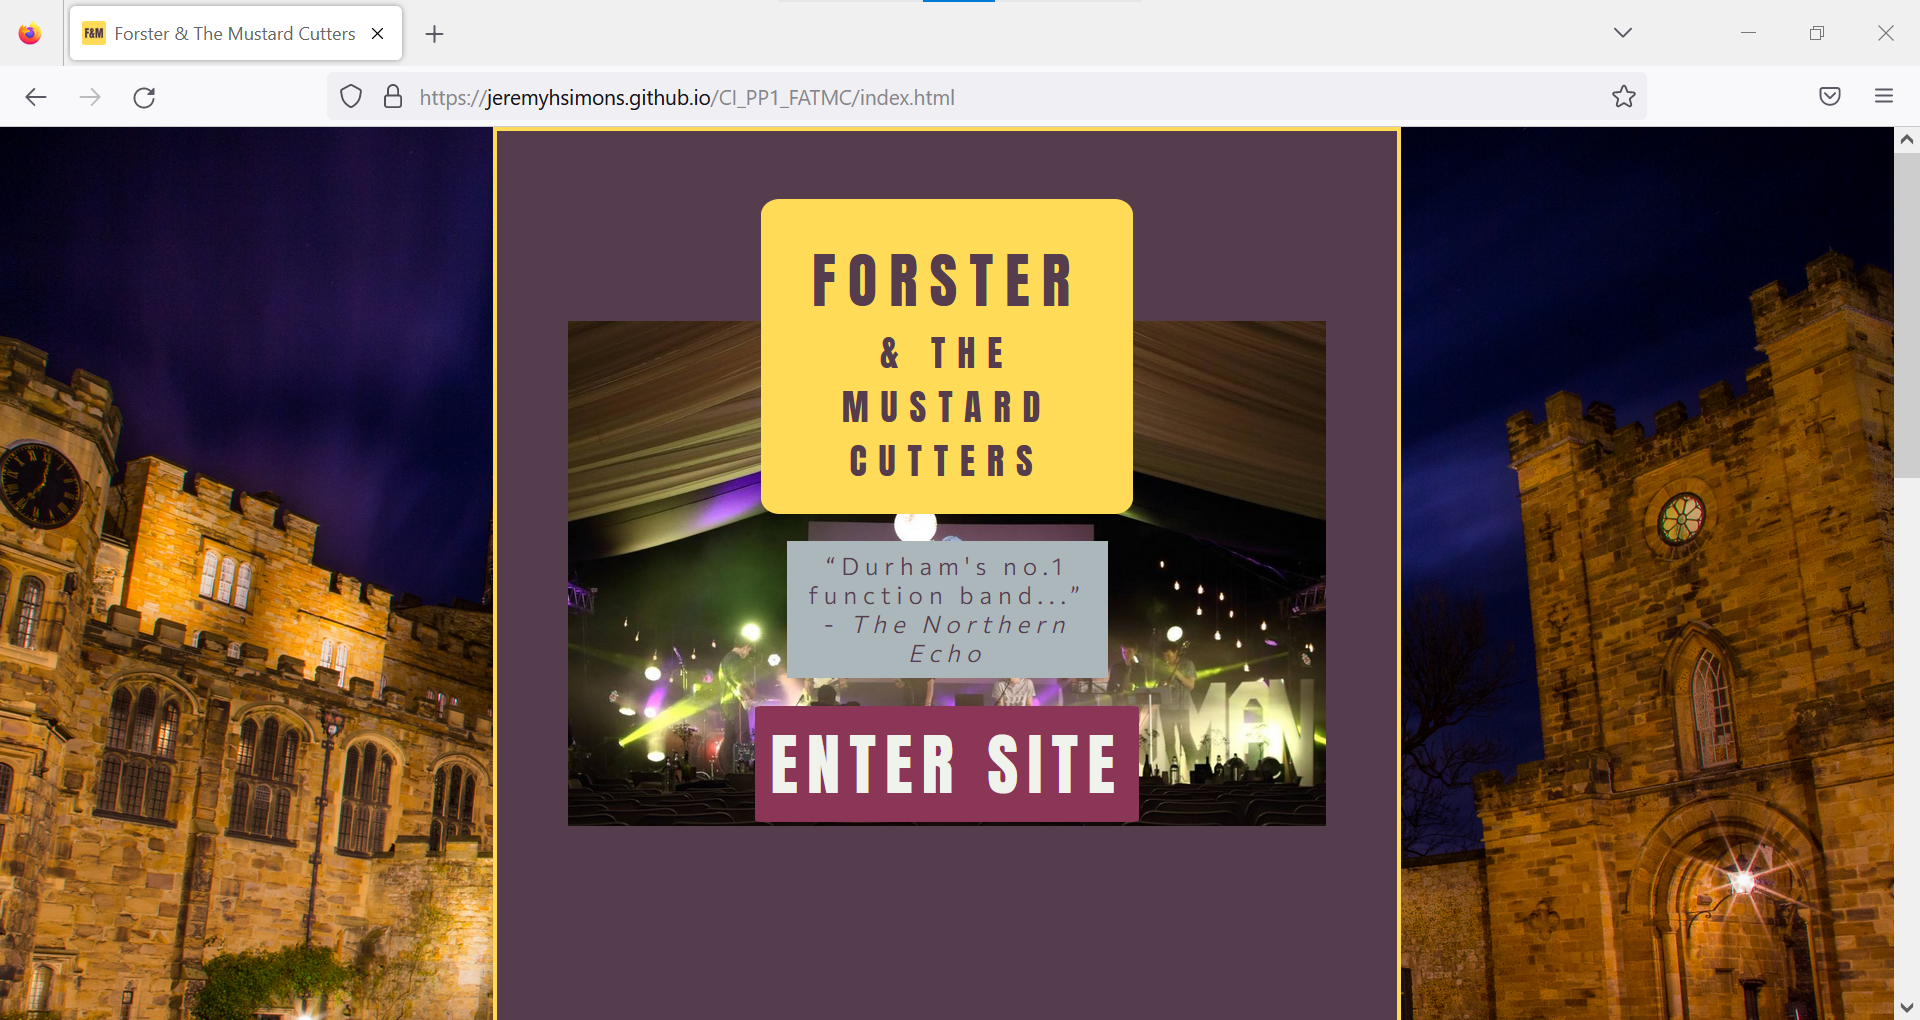 F&M Forster & The Mustard Cutters
https://jeremyhsimons.github.io/CI_PP1_FATMC/index.html
FORSTER
& THE
MUSTARD
CUTTERS
“Durham's no.1
function band...”
- The Northern
Echo
ENTER SITE